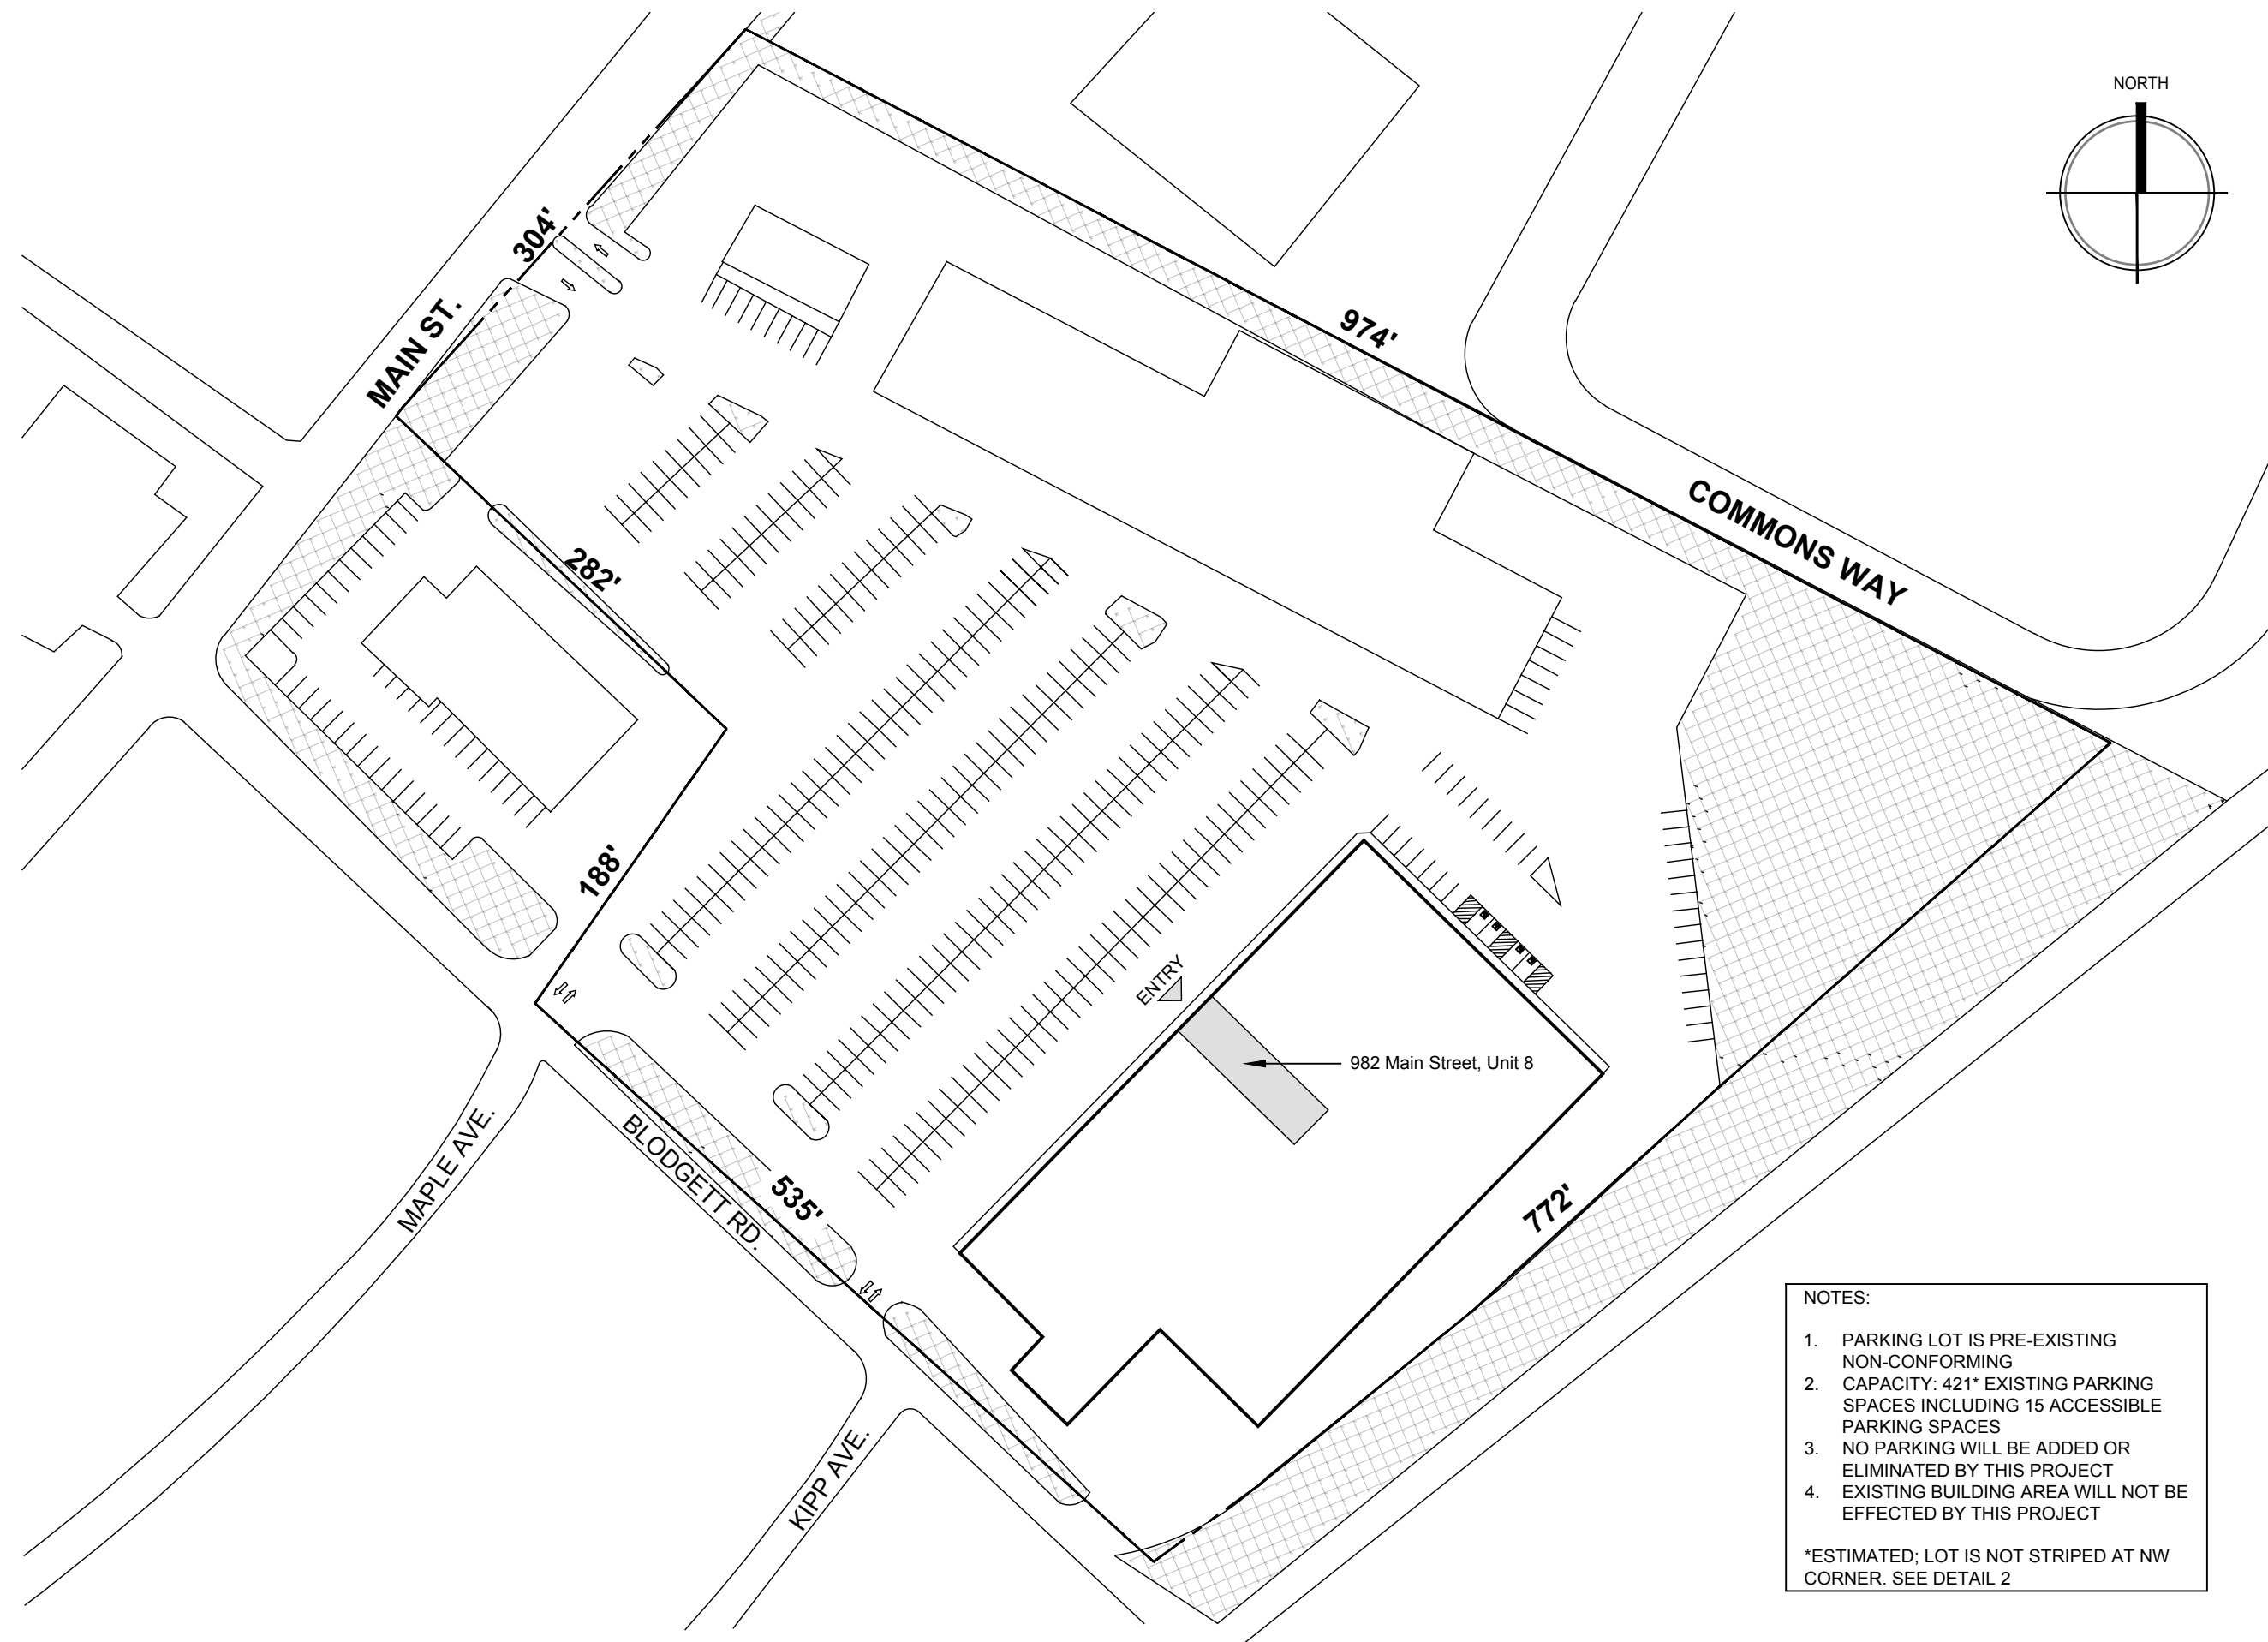 NORTH
304'
MAIN ST.
974'
COMMONS WAY
282'
188'
ENTRY
982 Main Street, Unit 8
MAPLE AVE.
BLODGETT RD.
535'
772'
KIPP AVE.
NOTES:
1. PARKING LOT IS PRE-EXISTING
NON-CONFORMING
2. CAPACITY: 421* EXISTING PARKING
SPACES INCLUDING 15 ACCESSIBLE
PARKING SPACES
3. NO PARKING WILL BE ADDED OR
ELIMINATED BY THIS PROJECT
4. EXISTING BUILDING AREA WILL NOT BE
EFFECTED BY THIS PROJECT
*ESTIMATED; LOT IS NOT STRIPED AT NW
CORNER. SEE DETAIL 2